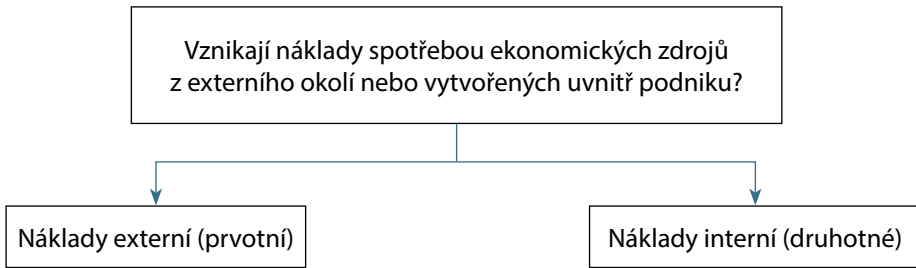 Vznikají náklady spotřebou ekonomických zdrojů
z externího okolí nebo vytvořených uvnitř podniku?
Náklady externí (prvotní)
Náklady interní (druhotné)